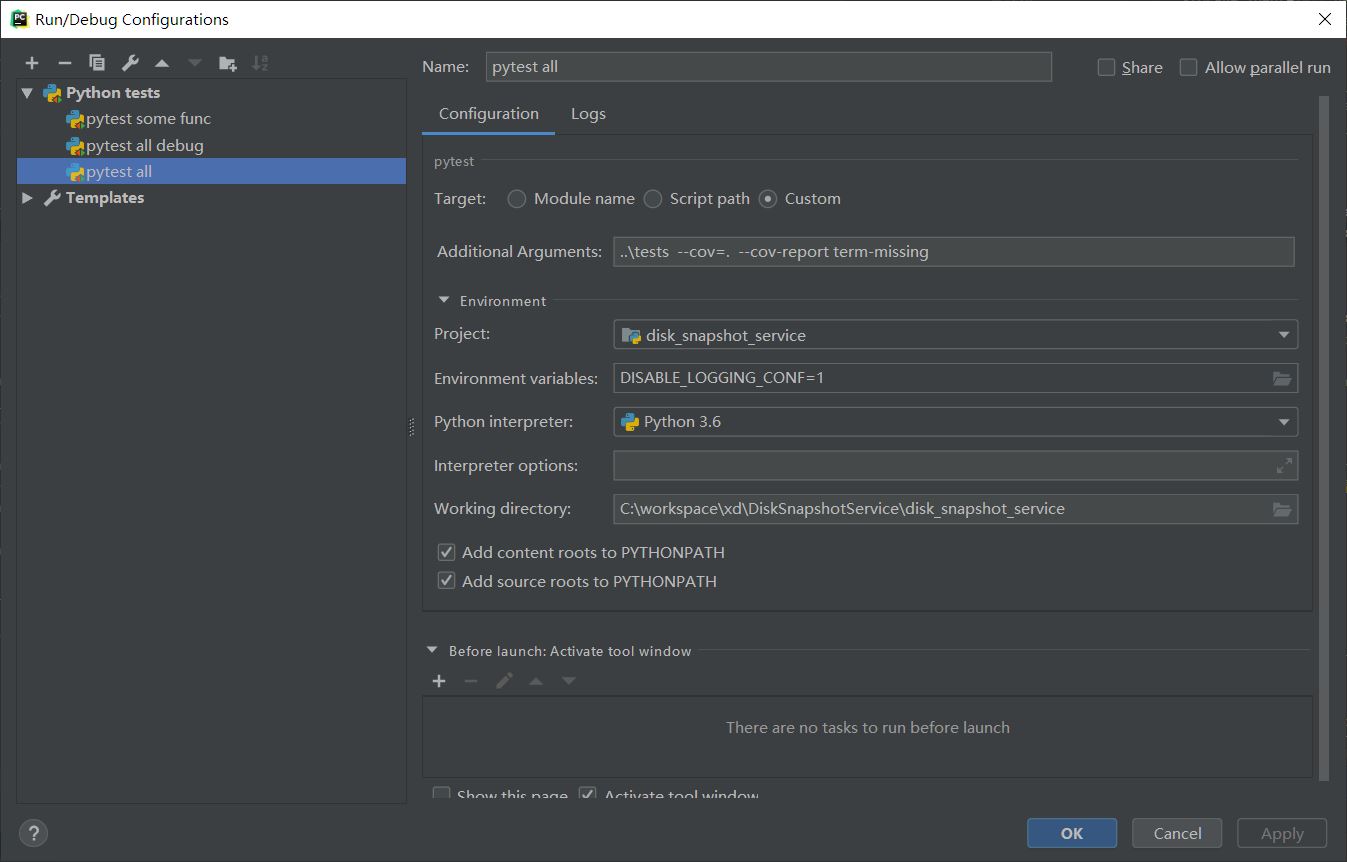 PC Run/Debug Configurations
Name: pytest all Share Allow parallel run
Python tests
pytest some func
pytest all debug
pytest all
Templates
Configuration Logs
pytest
Target: Module name Script path Custom
Additional Arguments: ..\tests --cov=. --cov-report term-missing
Environment
Project: disk_snapshot_service
Environment variables: DISABLE_LOGGING_CONF=1
Python interpreter: Python 3.6
Interpreter options:
Working directory: C:\workspace\xd\DiskSnapshotService\disk_snapshot_service
Add content roots to PYTHONPATH
Add source roots to PYTHONPATH
Before launch: Activate tool window
There are no tasks to run before launch
Show this page Activate tool window
? OK Cancel Apply